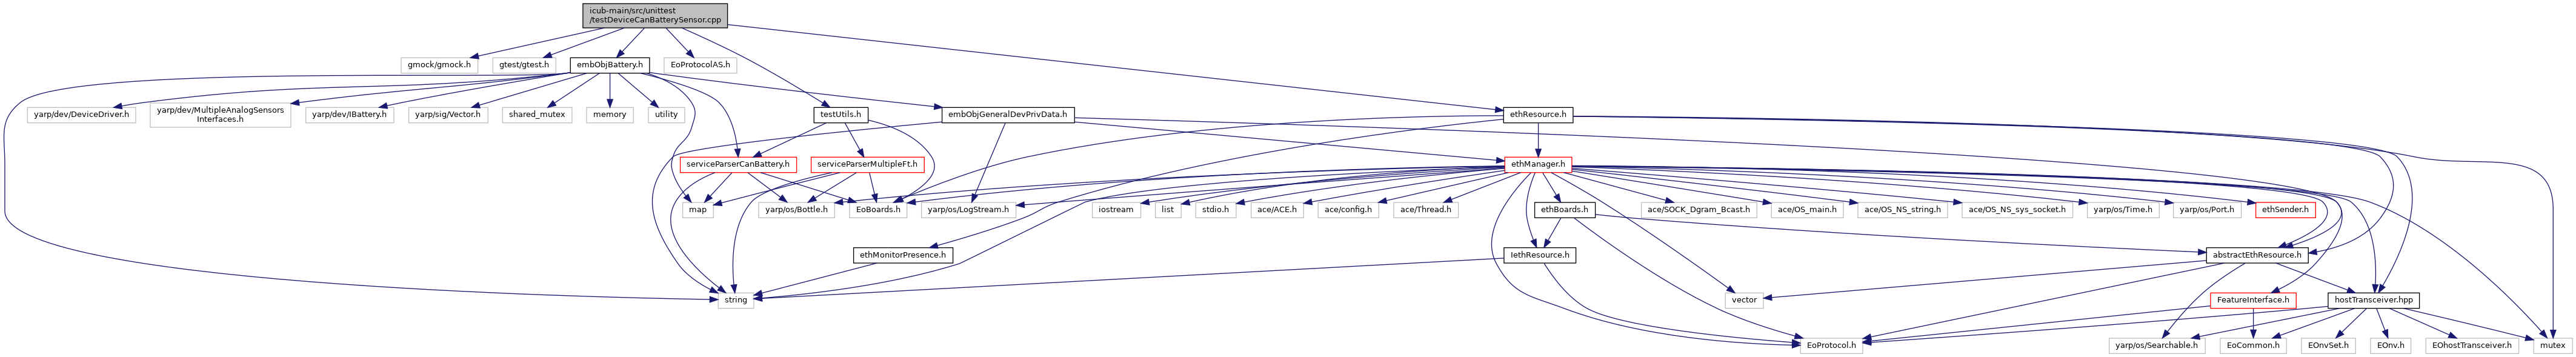 icub-main/src/unittest
/testDeviceCanBatterySensor.cpp
gmock/gmock.h
gtest/gtest.h
embObjBattery.h
EoProtocolAS.h
yarp/dev/DeviceDriver.h
yarp/dev/MultipleAnalogSensors
Interfaces.h
yarp/dev/IBattery.h
yarp/sig/Vector.h
shared_mutex
memory
utility
testUtils.h
embObjGeneralDevPrivData.h
ethResource.h
serviceParserCanBattery.h
serviceParserMultipleFt.h
ethManager.h
map
yarp/os/Bottle.h
EoBoards.h
yarp/os/LogStream.h
iostream
list
stdio.h
ace/ACE.h
ace/config.h
ace/Thread.h
ethBoards.h
ace/SOCK_Dgram_Bcast.h
ace/OS_main.h
ace/OS_NS_string.h
ace/OS_NS_sys_socket.h
yarp/os/Time.h
yarp/os/Port.h
ethSender.h
ethMonitorPresence.h
IethResource.h
abstractEthResource.h
string
vector
FeatureInterface.h
hostTransceiver.hpp
EoProtocol.h
yarp/os/Searchable.h
EoCommon.h
EOnvSet.h
EOnv.h
EOhostTransceiver.h
mutex